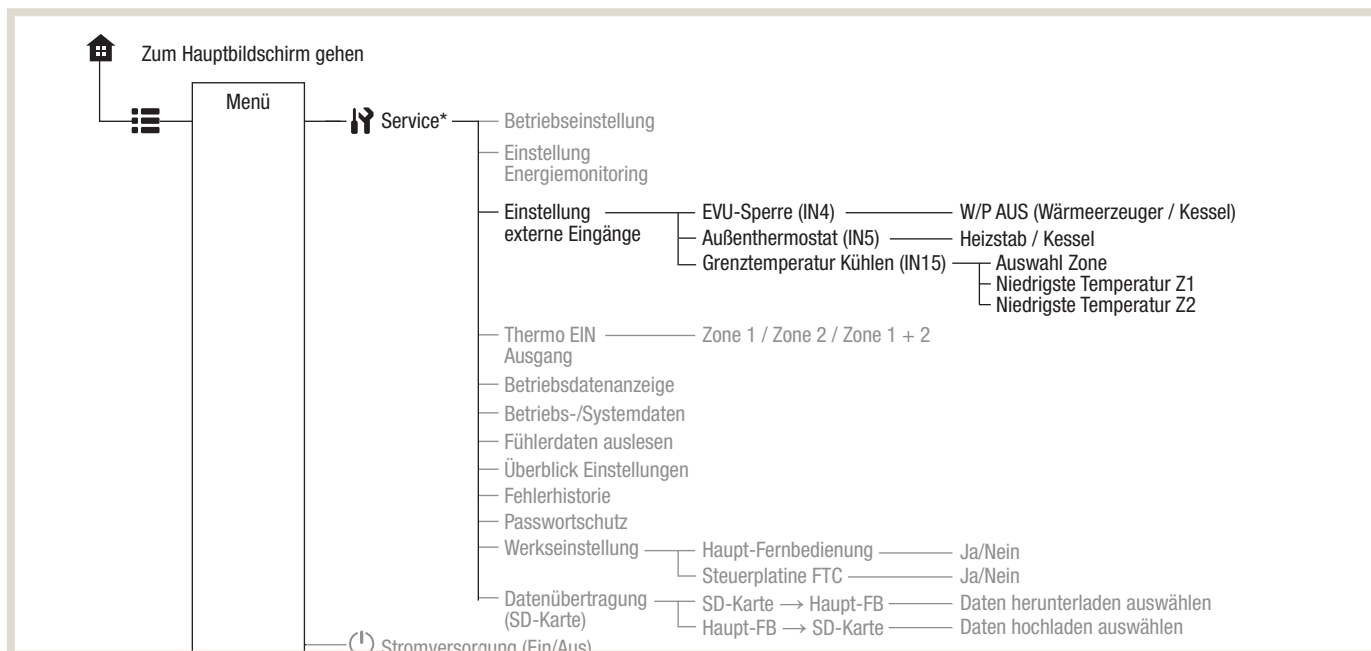 Zum Hauptbildschirm gehen
Menü
Service*
Betriebseinstellung
Einstellung
Energiemonitoring
Einstellung
externe Eingänge
EVU-Sperre (IN4)
W/P AUS (Wärmeerzeuger / Kessel)
Außenthermostat (IN5)
Heizstab / Kessel
Grenztemperatur Kühlen (IN15)
Auswahl Zone
Niedrigste Temperatur Z1
Niedrigste Temperatur Z2
Thermo EIN
Ausgang
Zone 1 / Zone 2 / Zone 1 + 2
Betriebsdatenanzeige
Betriebs-/Systemdaten
Fühlerdaten auslesen
Überblick Einstellungen
Fehlerhistorie
Passwortschutz
Werkseinstellung
Haupt-Fernbedienung
Ja/Nein
Steuerplatine FTC
Ja/Nein
Datenübertragung
(SD-Karte)
SD-Karte → Haupt-FB
Daten herunterladen auswählen
Haupt-FB → SD-Karte
Daten hochladen auswählen
Stromversorgung (Ein/Aus)